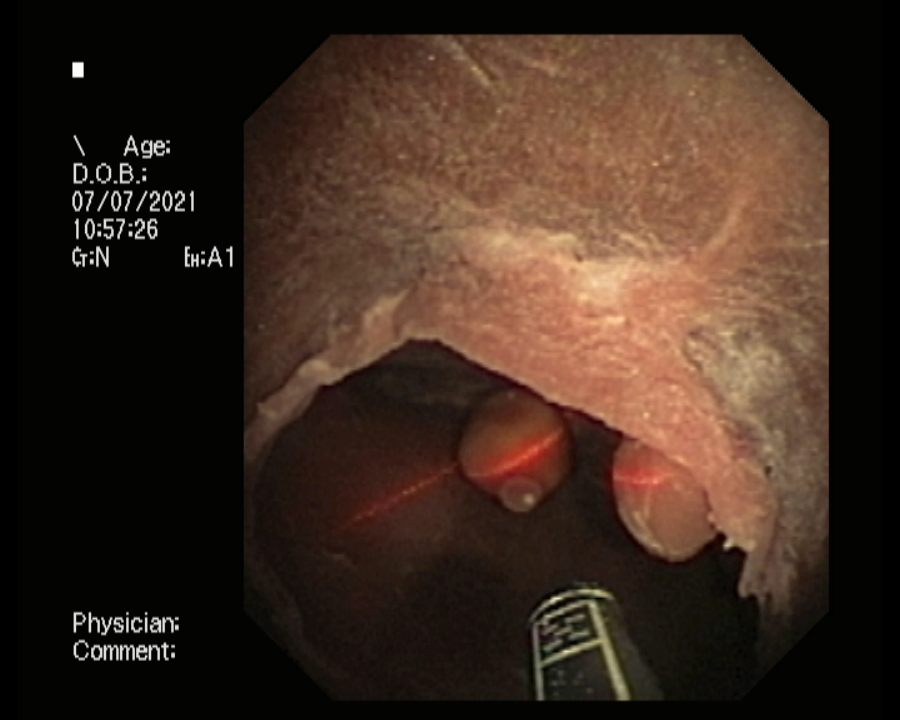 \ Age:
D.O.B.:
07/07/2021
10:57:26
Cr:N EH:A1
Physician:
Comment: